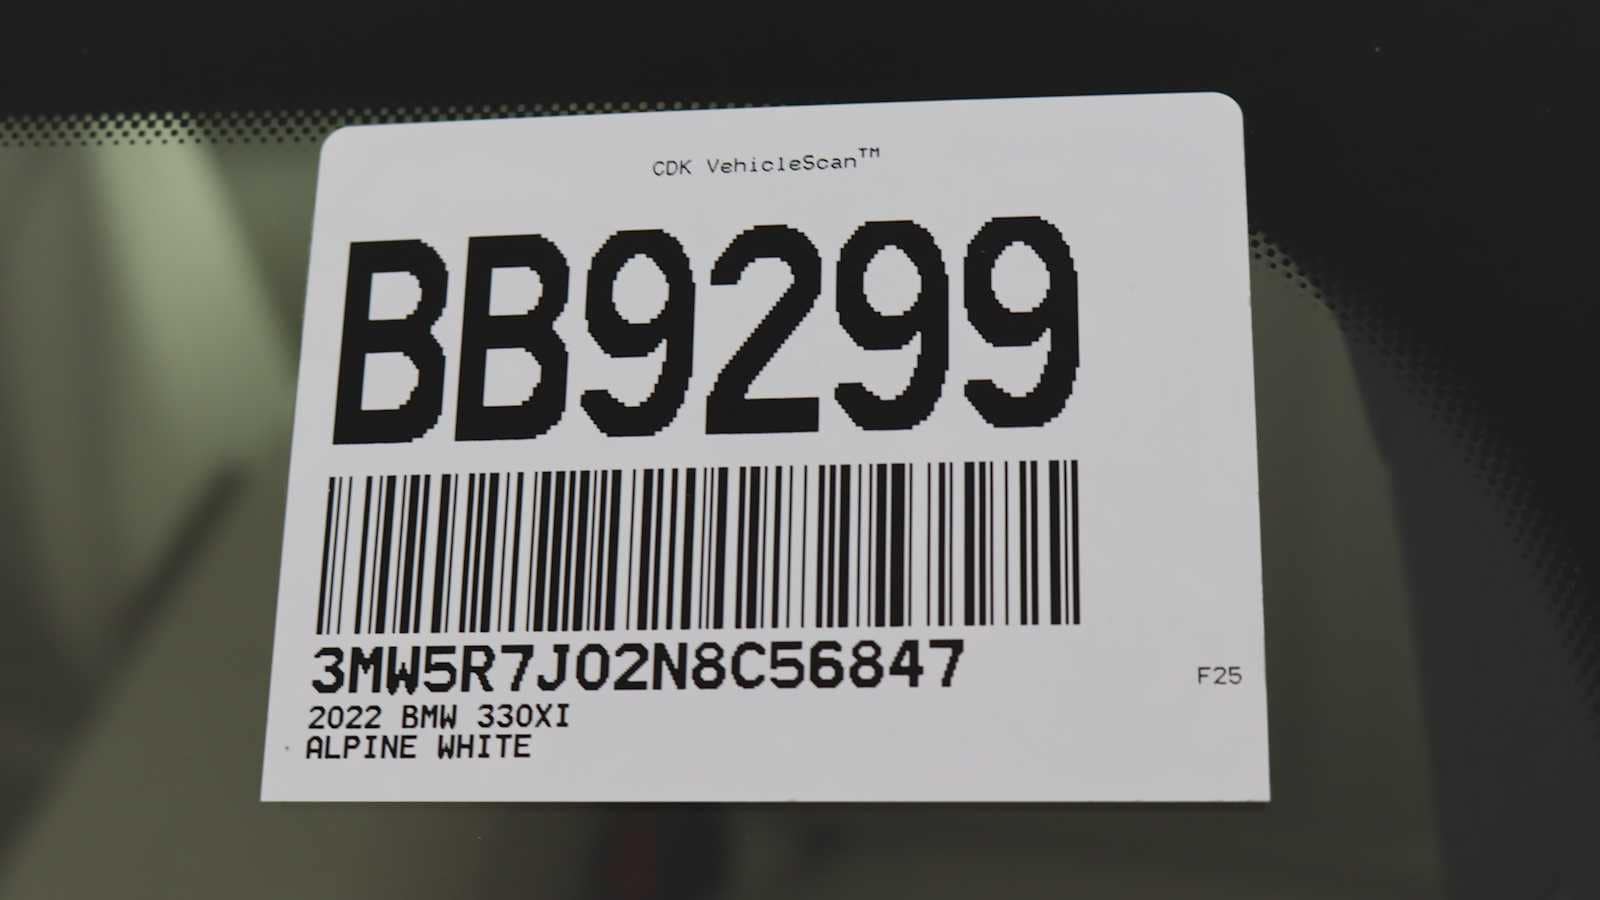 CDK VehicleScan™
BB9299
3MW5R7J02N8C56847
F25
2022 BMW 330XI
ALPINE WHITE